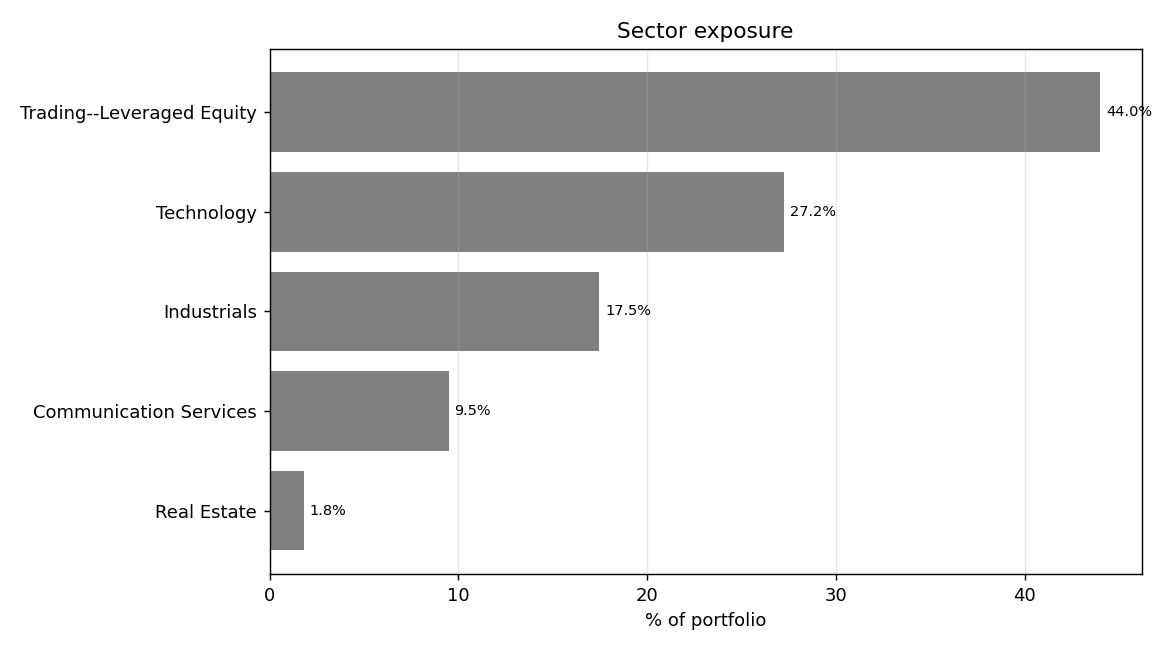 Sector exposure
Trading--Leveraged Equity
44.0%
Technology
27.2%
Industrials
17.5%
Communication Services
9.5%
Real Estate
1.8%
0 10 20 30 40
% of portfolio